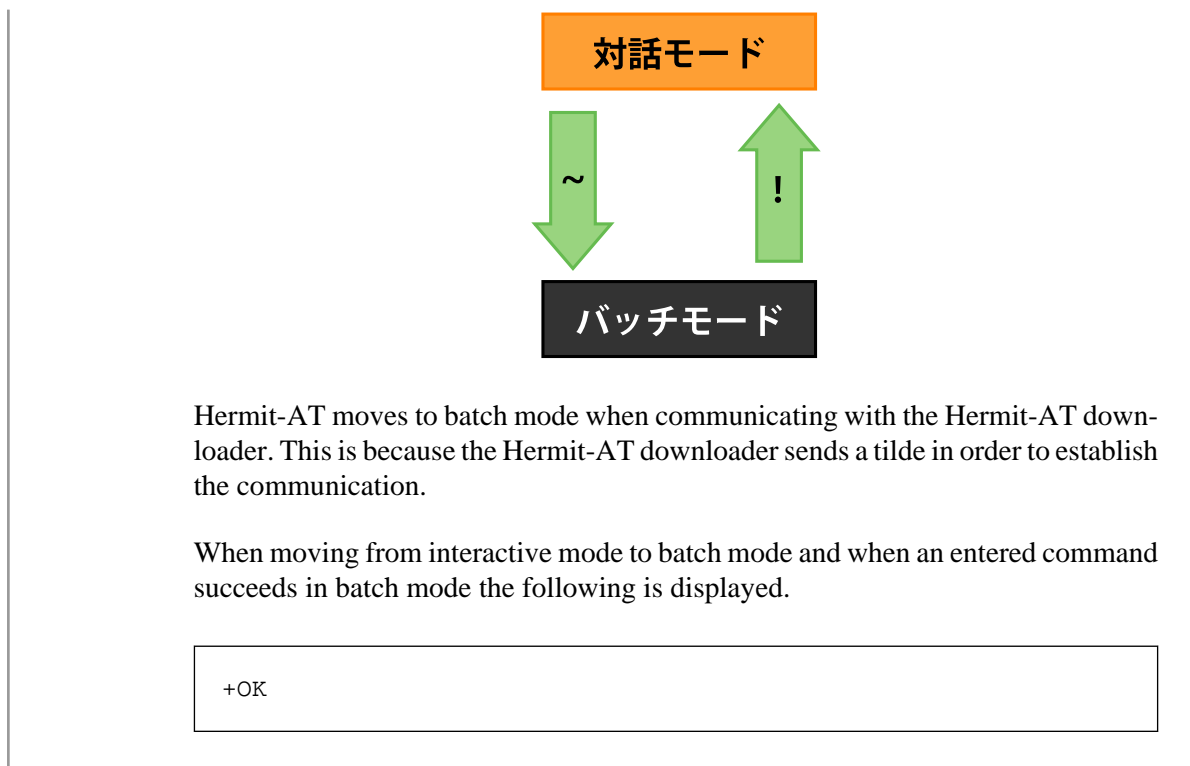 対話モード
~
!
バッチモード
Hermit-AT moves to batch mode when communicating with the Hermit-AT down-
loader. This is because the Hermit-AT downloader sends a tilde in order to establish
the communication.
When moving from interactive mode to batch mode and when an entered command
succeeds in batch mode the following is displayed.
+OK